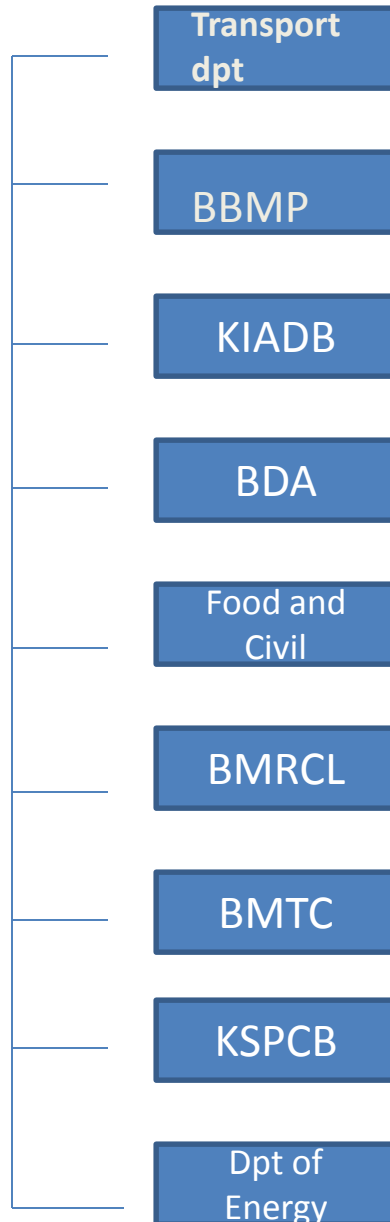 Transport
dpt
BBMP
KIADB
BDA
Food and
Civil
BMRCL
BMTC
KSPCB
Dpt of
Energy